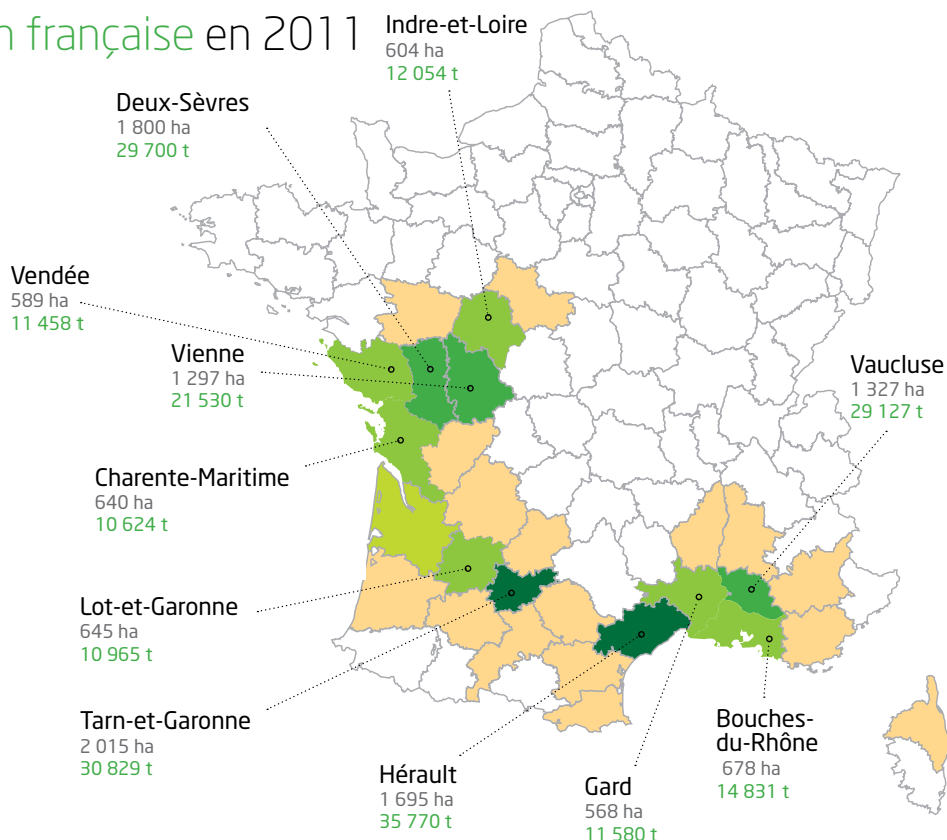 n française en 2011
Indre-et-Loire
604 ha
12 054 t
Deux-Sèvres
1 800 ha
29 700 t
Vendée
589 ha
11 458 t
Vienne
1 297 ha
21 530 t
Vaucluse
1 327 ha
29 127 t
Charente-Maritime
640 ha
10 624 t
Lot-et-Garonne
645 ha
10 965 t
Tarn-et-Garonne
2 015 ha
30 829 t
Hérault
1 695 ha
35 770 t
Gard
568 ha
11 580 t
Bouches-
du-Rhône
678 ha
14 831 t